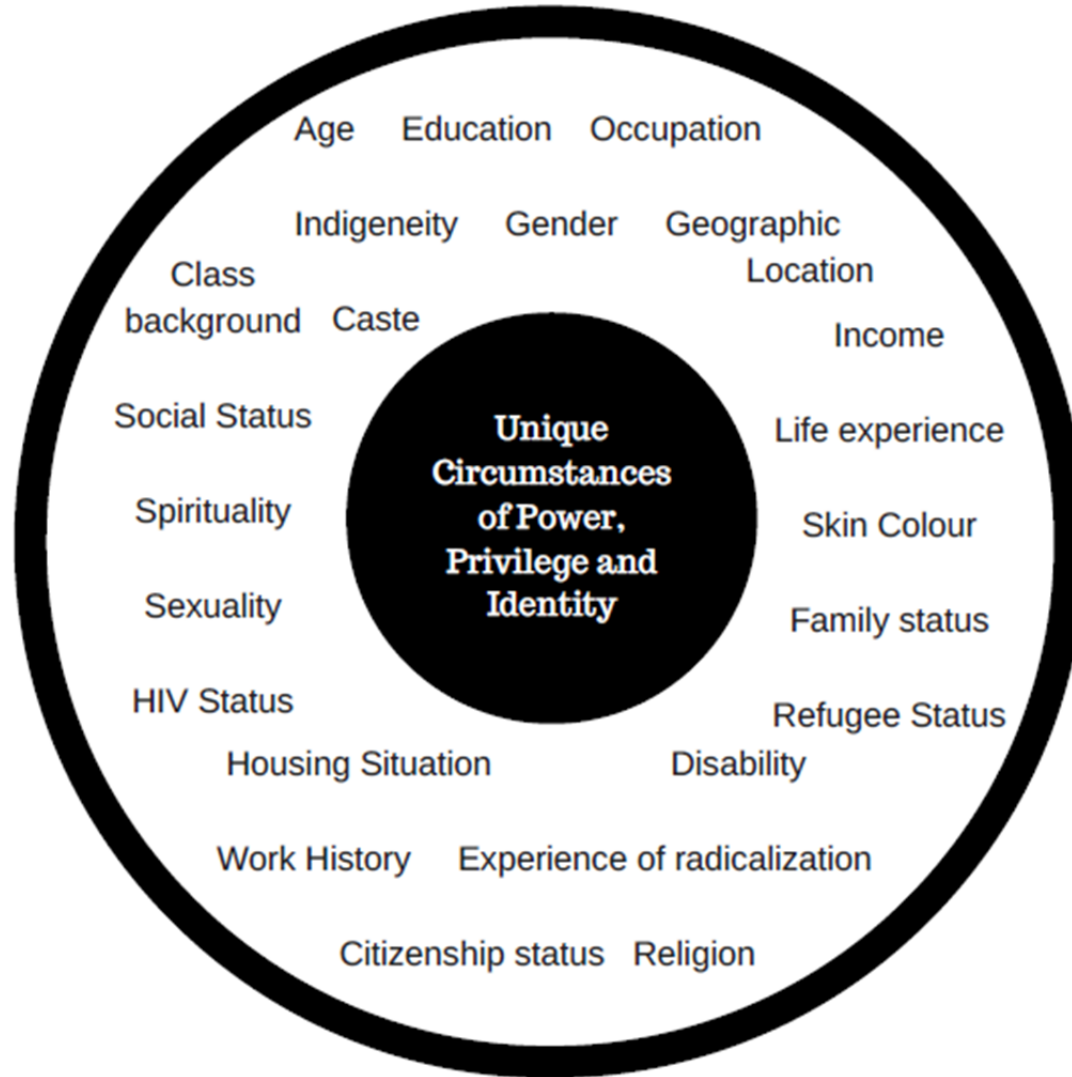 Age Education Occupation
Indigeneity Gender Geographic
Location
Class
background Caste
Income
Social Status
Life experience
Spirituality
Skin Colour
Sexuality
Family status
HIV Status
Refugee Status
Unique
Circumstances
of Power,
Privilege and
Identity
Housing Situation Disability
Work History Experience of radicalization
Citizenship status Religion